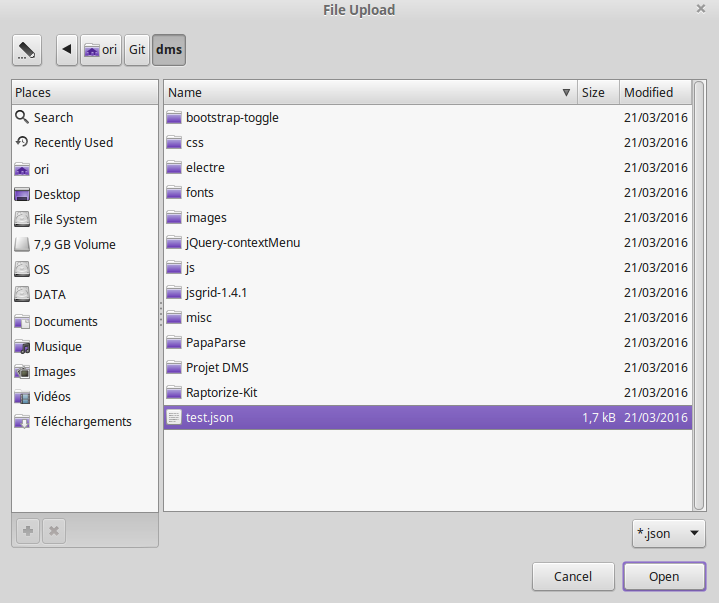 File Upload
ori Git dms
Places
Search
Recently Used
ori
Desktop
File System
7,9 GB Volume
OS
DATA
Documents
Musique
Images
Vidéos
Téléchargements
Name Size Modified
bootstrap-toggle 21/03/2016
css 21/03/2016
electre 21/03/2016
fonts 21/03/2016
images 21/03/2016
jQuery-contextMenu 21/03/2016
js 21/03/2016
jsgrid-1.4.1 21/03/2016
misc 21/03/2016
PapaParse 21/03/2016
Projet DMS 21/03/2016
Raptorize-Kit 21/03/2016
test.json 1,7 kB 21/03/2016
*.json
Cancel Open